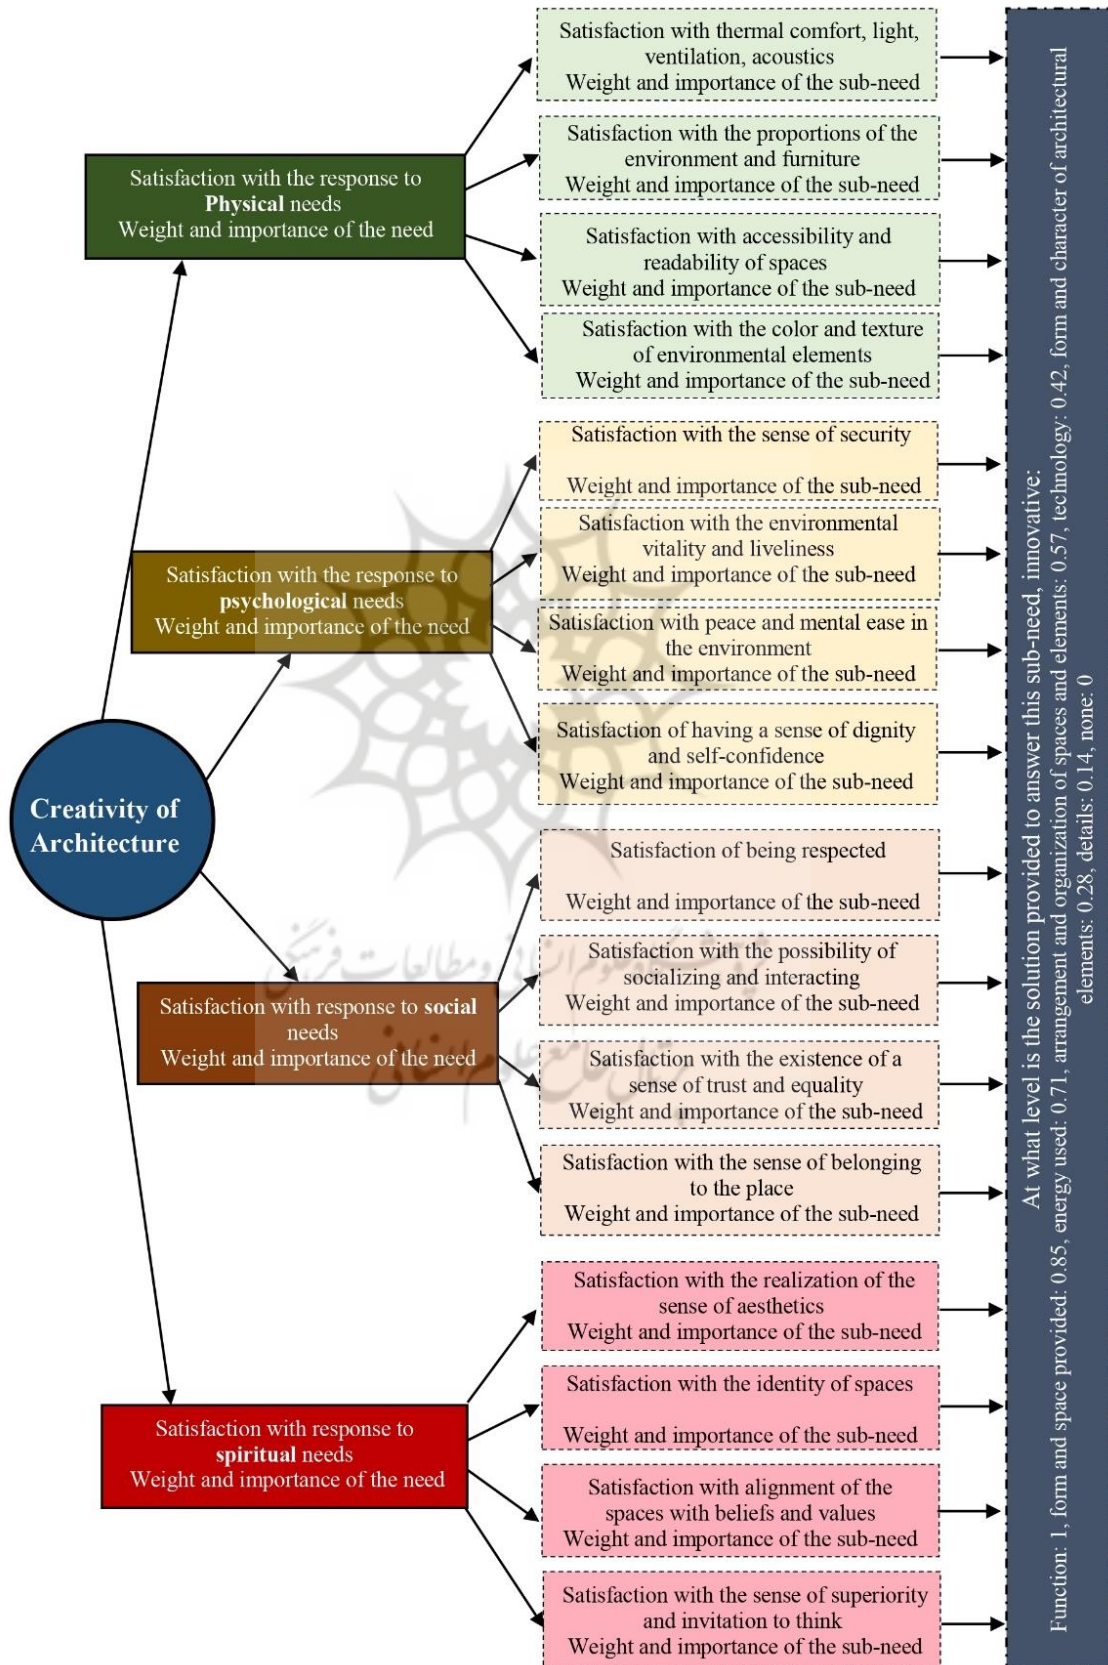 Creativity of
Architecture
Satisfaction with the response to
Physical needs
Weight and importance of the need
Satisfaction with thermal comfort, light,
ventilation, acoustics
Weight and importance of the sub-need
Satisfaction with the proportions of the
environment and furniture
Weight and importance of the sub-need
Satisfaction with accessibility and
readability of spaces
Weight and importance of the sub-need
Satisfaction with the color and texture
of environmental elements
Weight and importance of the sub-need
Satisfaction with the response to
psychological needs
Weight and importance of the need
Satisfaction with the sense of security
Weight and importance of the sub-need
Satisfaction with the environmental
vitality and liveliness
Weight and importance of the sub-need
Satisfaction with peace and mental ease in
the environment
Weight and importance of the sub-need
Satisfaction of having a sense of dignity
and self-confidence
Weight and importance of the sub-need
Satisfaction with response to social
needs
Weight and importance of the need
Satisfaction of being respected
Weight and importance of the sub-need
Satisfaction with the possibility of
socializing and interacting
Weight and importance of the sub-need
Satisfaction with the existence of a
sense of trust and equality
Weight and importance of the sub-need
Satisfaction with the sense of belonging
to the place
Weight and importance of the sub-need
Satisfaction with response to
spiritual needs
Weight and importance of the need
Satisfaction with the realization of the
sense of aesthetics
Weight and importance of the sub-need
Satisfaction with the identity of spaces
Weight and importance of the sub-need
Satisfaction with alignment of the
spaces with beliefs and values
Weight and importance of the sub-need
Satisfaction with the sense of superiority
and invitation to think
Weight and importance of the sub-need
At what level is the solution provided to answer this sub-need, innovative:
Function: 1, form and space provided: 0.85, energy used: 0.71, arrangement and organization of spaces and elements: 0.57, technology: 0.42, form and character of architectural
elements: 0.28, details: 0.14, none: 0
پژوهشگاه علوم انسانی و مطالعات فرهنگی
پرتال جامع علوم انسانی